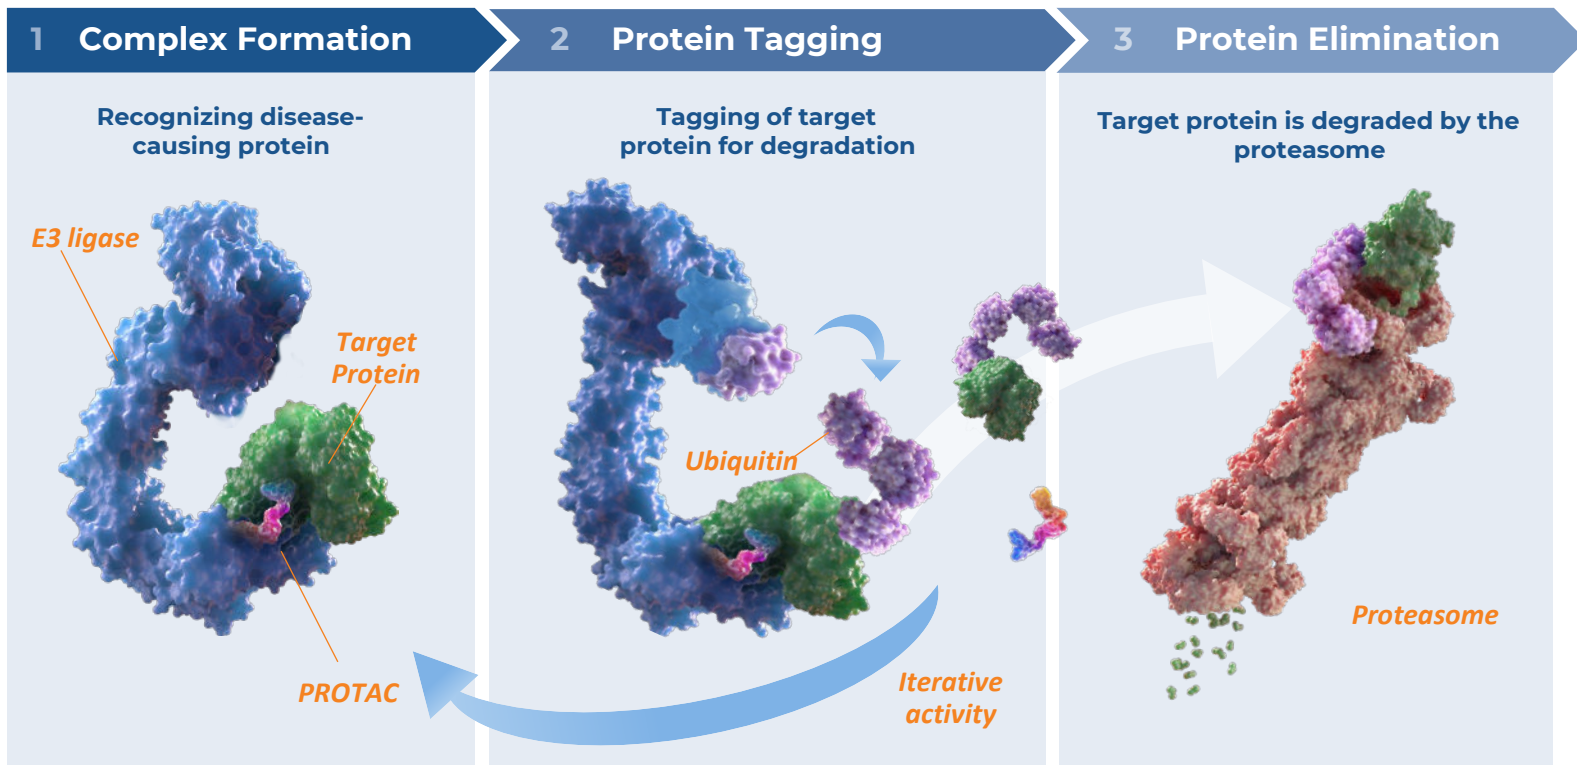 1 Complex Formation
2 Protein Tagging
3 Protein Elimination
Recognizing disease-
causing protein
E3 ligase
Target
Protein
PROTAC
Tagging of target
protein for degradation
Ubiquitin
Iterative
activity
Target protein is degraded by the
proteasome
Proteasome